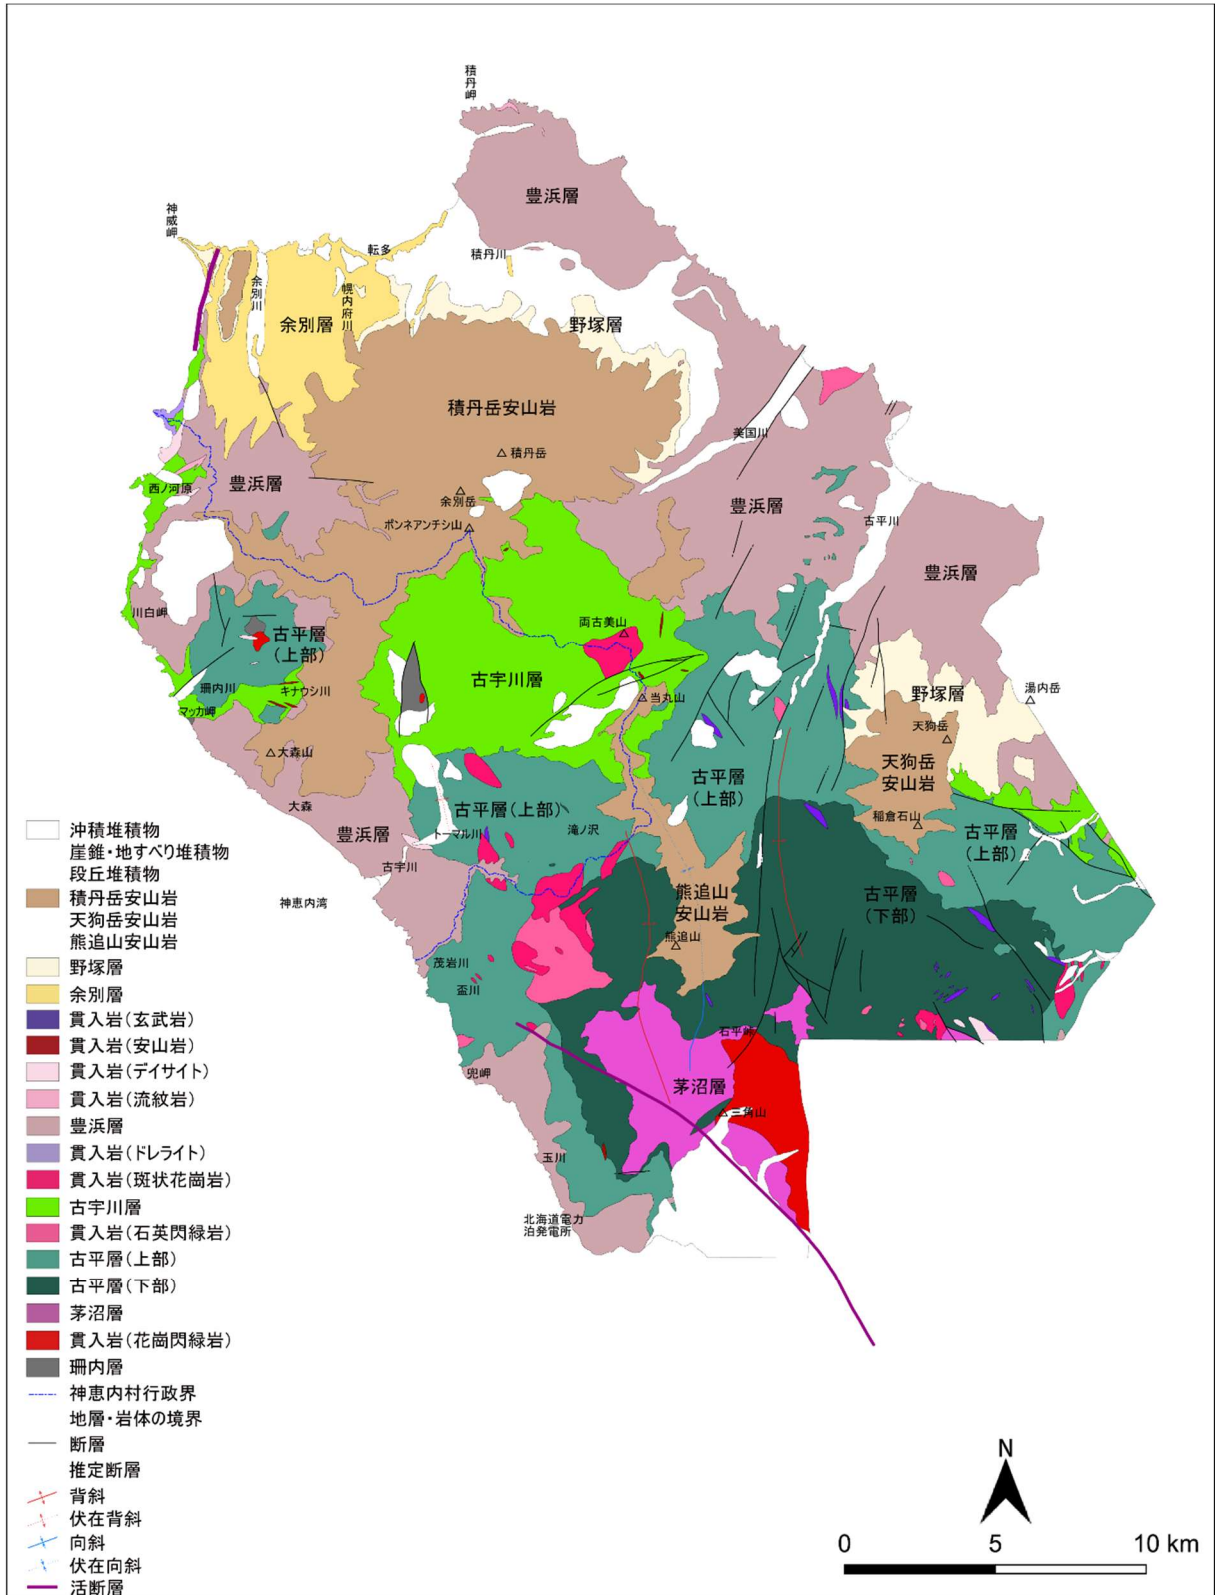 積丹岬
豊浜層
神威岬
転多
積丹川
余別川
幌内府川
余別層
野塚層
積丹岳安山岩
美国川
積丹岳
西ノ河原
豊浜層
余別岳
豊浜層
ポンネアンチシ山
古平川
豊浜層
川白岬
両古美山
古平層
(上部)
古宇川層
珊内川
キナウシ川
当丸山
野塚層
湯内岳
マッカ岬
天狗岳
大森山
古平層
(上部)
天狗岳
安山岩
大森
古平層(上部)
稲倉石山
豊浜層
トーマル川
滝ノ沢
古平層
(上部)
古宇川
神恵内湾
熊追山
安山岩
古平層
(下部)
熊追山
茂岩川
盃川
石平峠
兜岬
茅沼層
三角山
玉川
北海道電力
泊発電所
沖積堆積物
崖錐・地すべり堆積物
段丘堆積物
積丹岳安山岩
天狗岳安山岩
熊追山安山岩
野塚層
余別層
貫入岩(玄武岩)
貫入岩(安山岩)
貫入岩(デイサイト)
貫入岩(流紋岩)
豊浜層
貫入岩(ドレライト)
貫入岩(斑状花崗岩)
古宇川層
貫入岩(石英閃緑岩)
古平層(上部)
古平層(下部)
茅沼層
貫入岩(花崗閃緑岩)
珊内層
神恵内村行政界
地層・岩体の境界
断層
推定断層
背斜
伏在背斜
向斜
伏在向斜
活断層
N
0 5 10 km